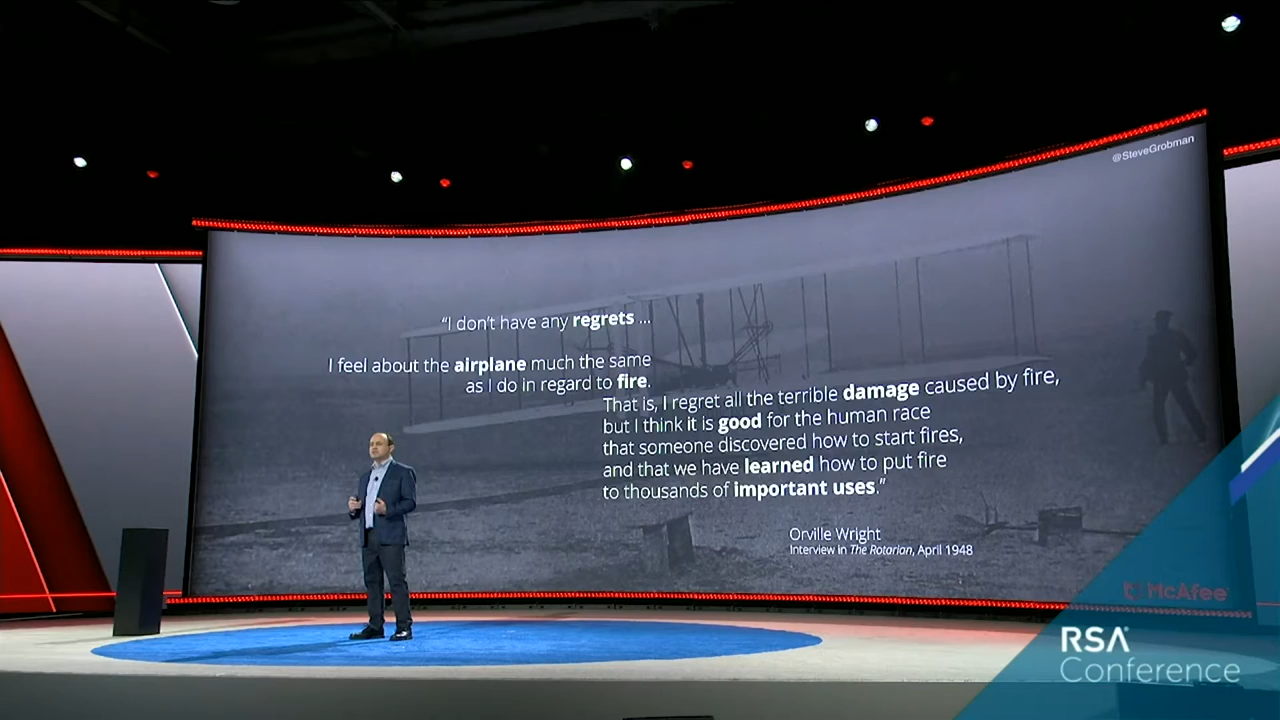 @SteveGrobman
“I don’t have any regrets ...
I feel about the airplane much the same
as I do in regard to fire.
That is, I regret all the terrible damage caused by fire,
but I think it is good for the human race
that someone discovered how to start fires,
and that we have learned how to put fire
to thousands of important uses.”
Orville Wright
Interview in The Rotarian, April 1948
McAfee
RSA
Conference